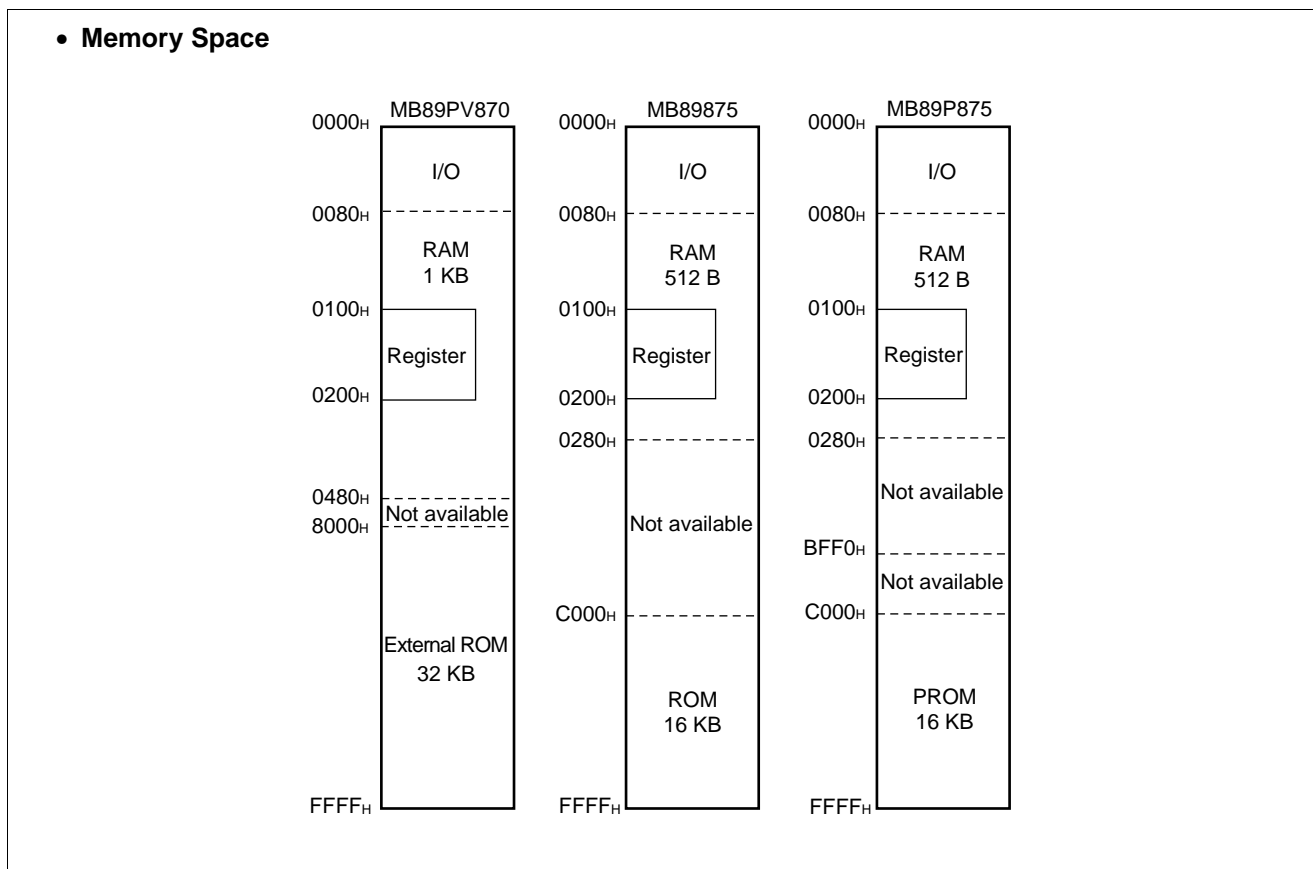 • Memory Space
MB89PV870
0000H
I/O
0080H
RAM
1 KB
0100H
Register
0200H
0480H
Not available
8000H
External ROM
32 KB
FFFFH
MB89875
0000H
I/O
0080H
RAM
512 B
0100H
Register
0200H
0280H
Not available
C000H
ROM
16 KB
FFFFH
MB89P875
0000H
I/O
0080H
RAM
512 B
0100H
Register
0200H
0280H
Not available
BFF0H
Not available
C000H
PROM
16 KB
FFFFH